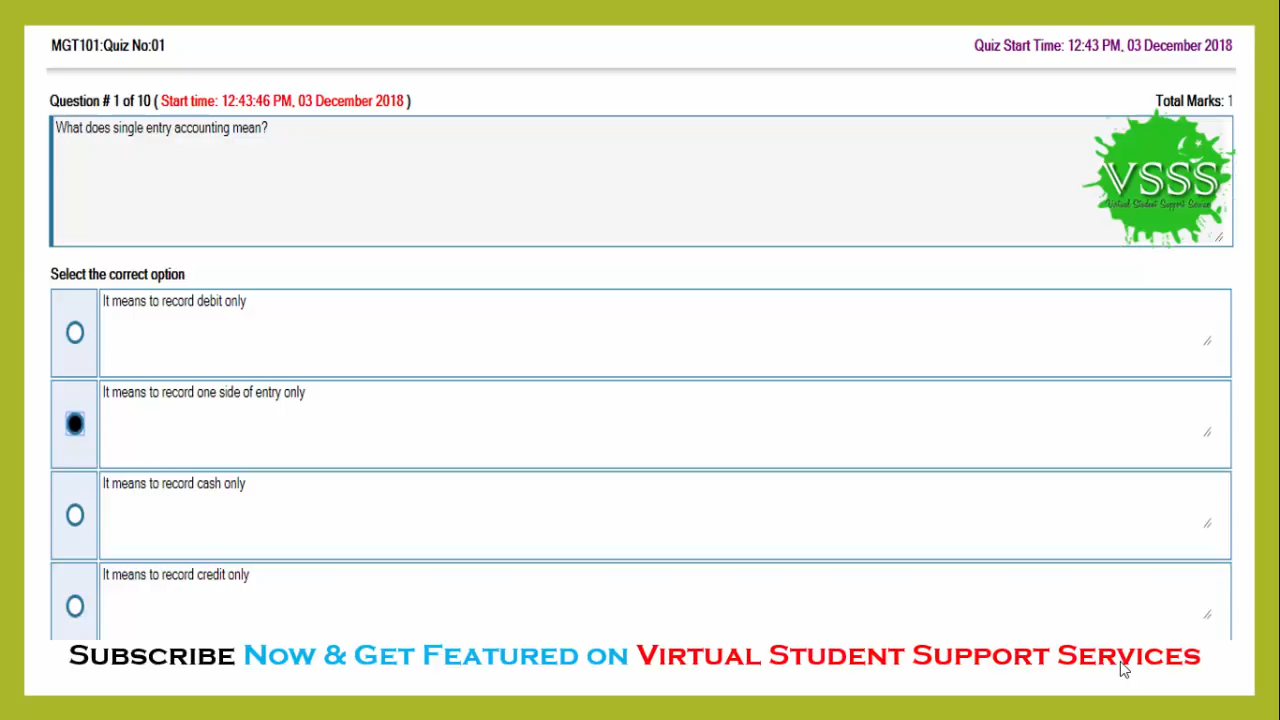 MGT101:Quiz No:01
Quiz Start Time: 12:43 PM, 03 December 2018
Question # 1 of 10 ( Start time: 12:43:46 PM, 03 December 2018 )
Total Marks: 1
What does single entry accounting mean?
VSSS
Virtual Student Support Service
Select the correct option
It means to record debit only
It means to record one side of entry only
It means to record cash only
It means to record credit only
SUBSCRIBE NOW & GET FEATURED ON VIRTUAL STUDENT SUPPORT SERVICES